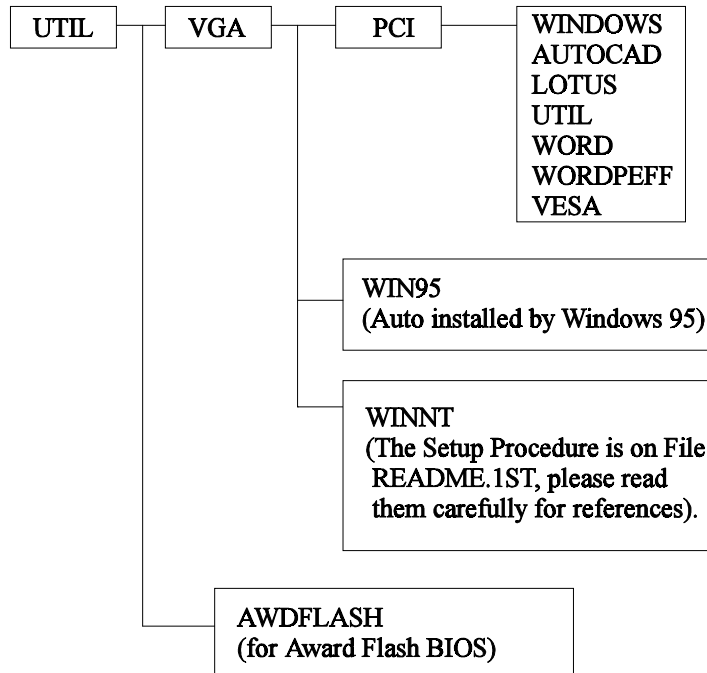 UTIL
VGA
PCI
WINDOWS
AUTOCAD
LOTUS
UTIL
WORD
WORDPEFF
VESA
WIN95
(Auto installed by Windows 95)
WINNT
(The Setup Procedure is on File
README.1ST, please read
them carefully for references).
AWDFLASH
(for Award Flash BIOS)